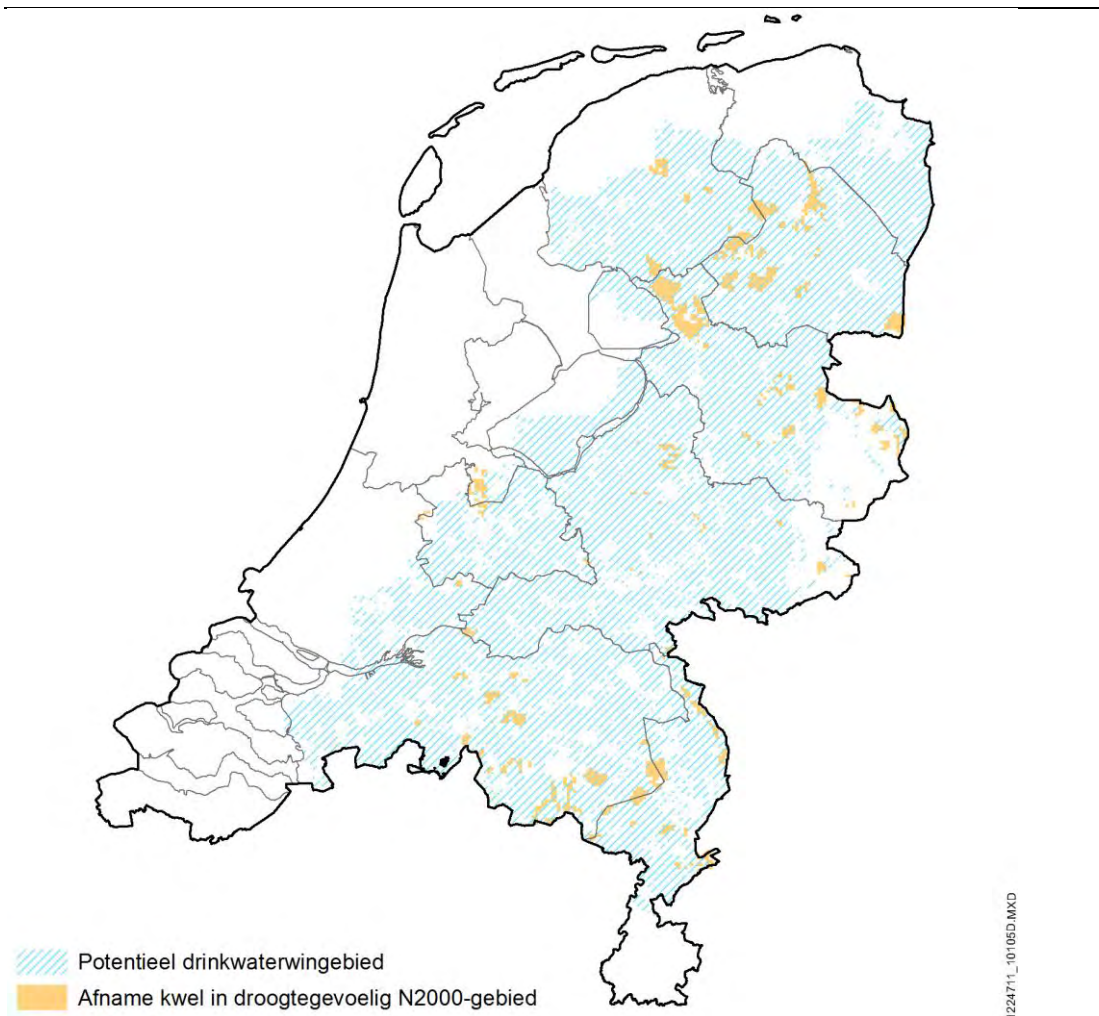 Potentieel drinkwaterwingebied
Afname kwel in droogtegevoelig N2000-gebied
I224711_10105D.MXD